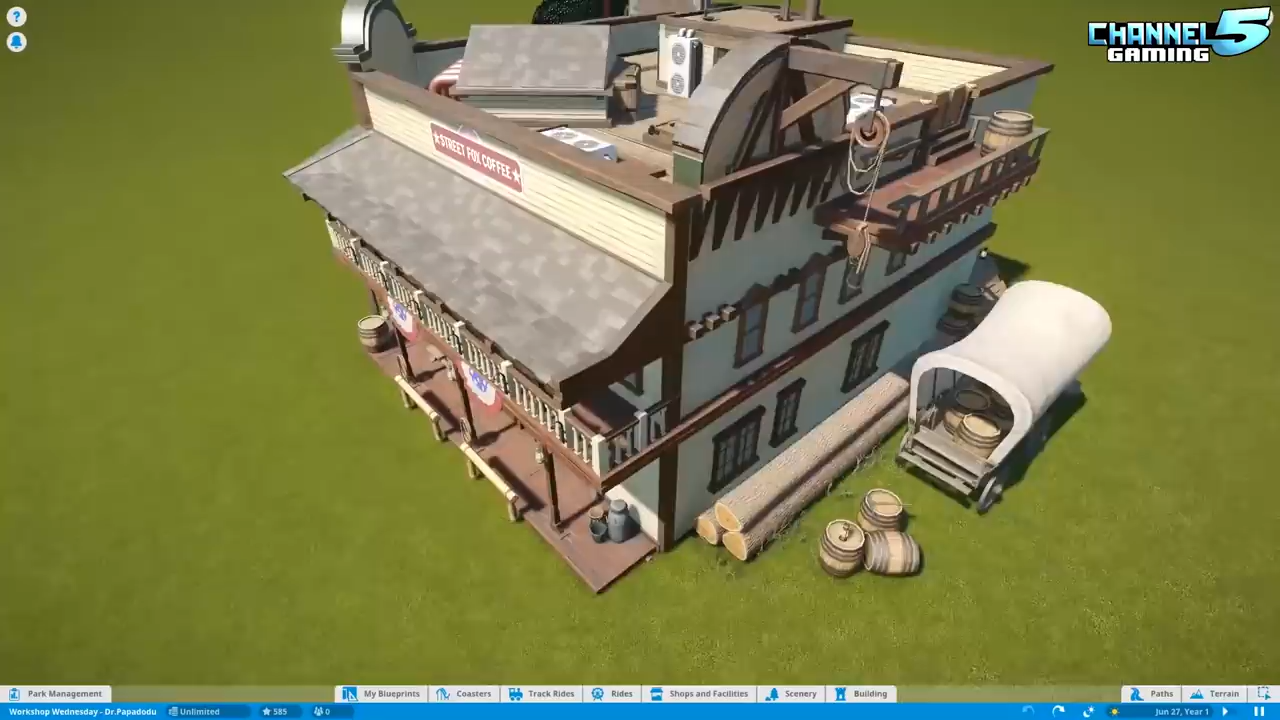 ?
CHANNEL 5
GAMING
★STREET FOX COFFEE★
Park Management
My Blueprints
Coasters
Track Rides
Rides
Shops and Facilities
Scenery
Building
Paths
Terrain
Workshop Wednesday - Dr.Papadodu
Unlimited
585
0
Jun 27, Year 1